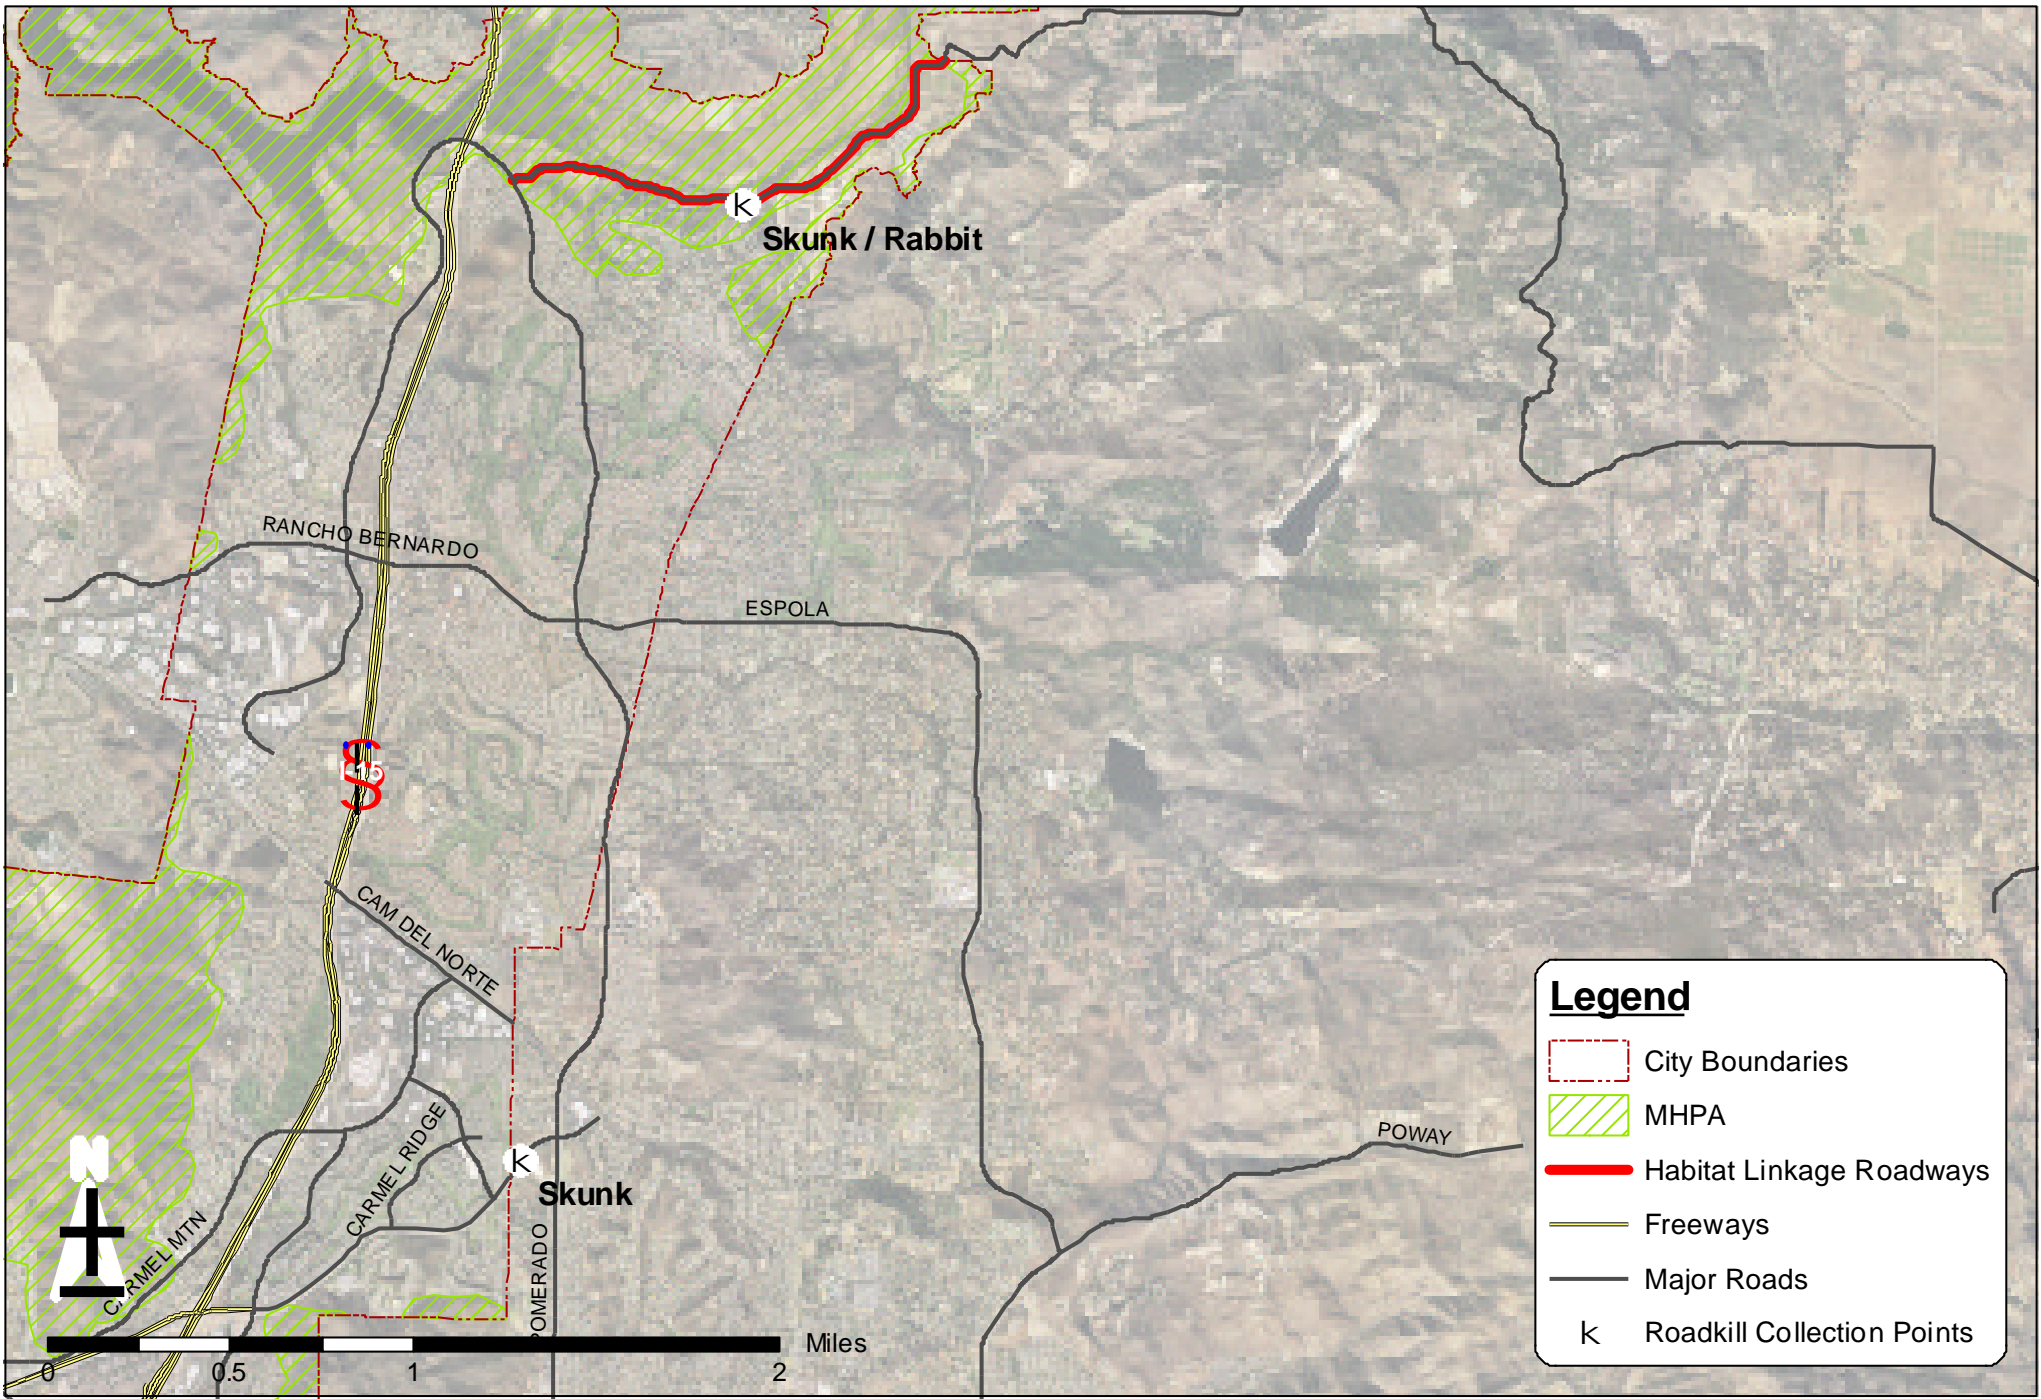 Skunk / Rabbit
RANCHO BERNARDO
ESPOLA
CAM DEL NORTE
CARMEL RIDGE
POWAY
Skunk
k
k
N
CARMEL MTN
POMERADO
Legend
City Boundaries
MHPA
Habitat Linkage Roadways
Freeways
Major Roads
k Roadkill Collection Points
Miles
0 0.5 1 2